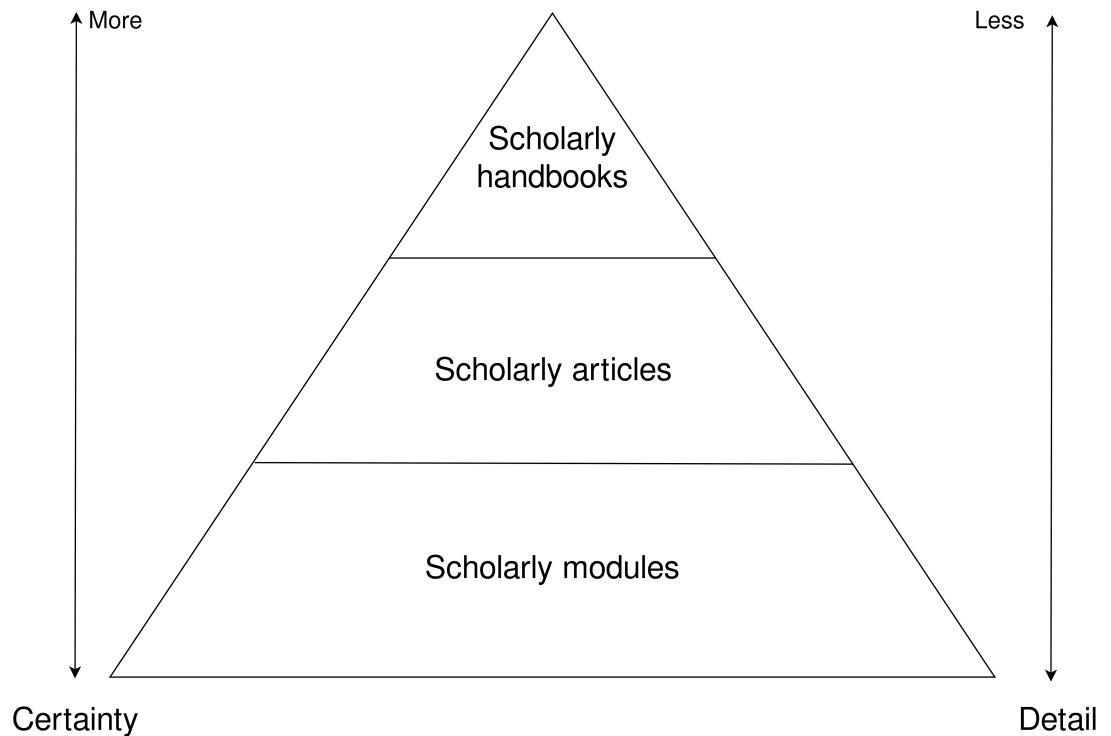 More
Less
Scholarly
handbooks
Scholarly articles
Scholarly modules
Certainty
Detail